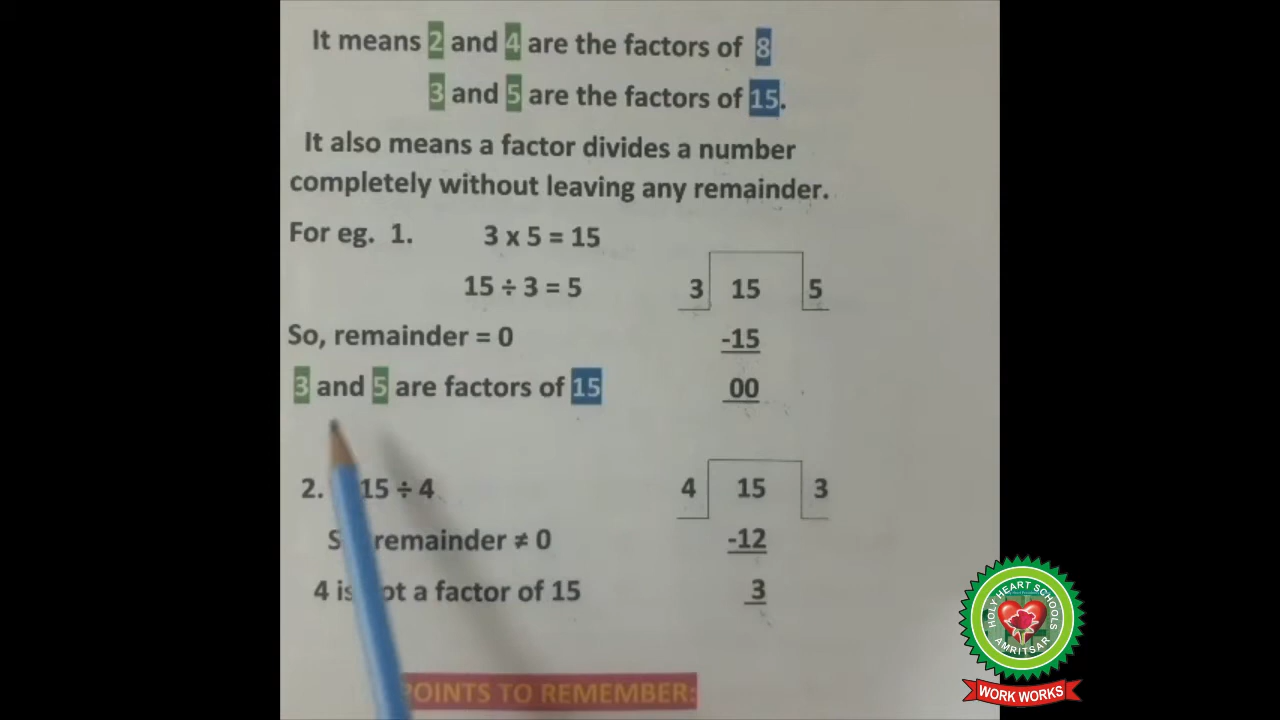 It means 2 and 4 are the factors of 8
3 and 5 are the factors of 15.
It also means a factor divides a number
completely without leaving any remainder.
For eg. 1. 3 x 5 = 15
15 ÷ 3 = 5
3 15 5
So, remainder = 0
-15
3 and 5 are factors of 15
00
2. 15 ÷ 4
4 15 3
remainder ≠ 0
-12
4 is a factor of 15
3
POINTS TO REMEMBER:
HOLY HEART SCHOOLS
AMRITSAR
WORK WORKS